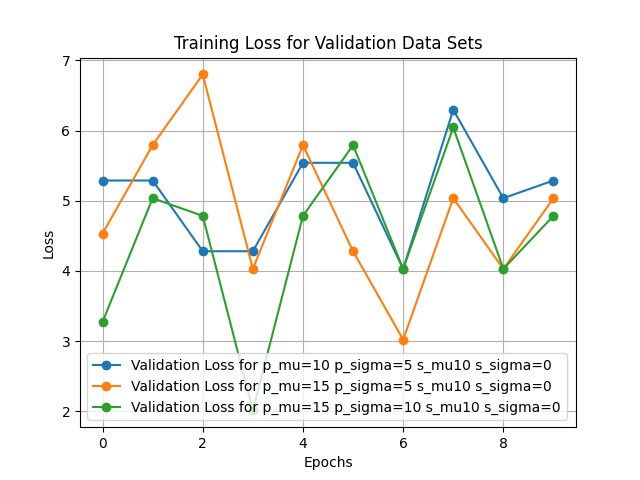 Training Loss for Validation Data Sets
7
6
5
4
3
2
Loss
Validation Loss for p_mu=10 p_sigma=5 s_mu10 s_sigma=0
Validation Loss for p_mu=15 p_sigma=5 s_mu10 s_sigma=0
Validation Loss for p_mu=15 p_sigma=10 s_mu10 s_sigma=0
0 2 4 6 8
Epochs